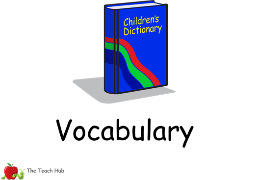 Children's
Dictionary
Vocabulary
The Teach Hub